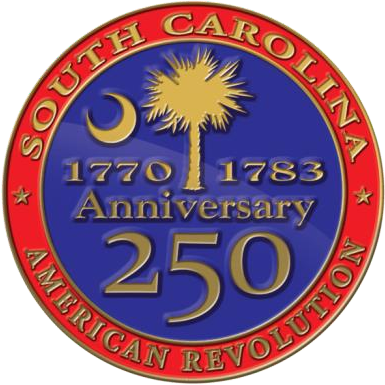 SOUTH CAROLINA
1770 1783
Anniversary
250
AMERICAN REVOLUTION